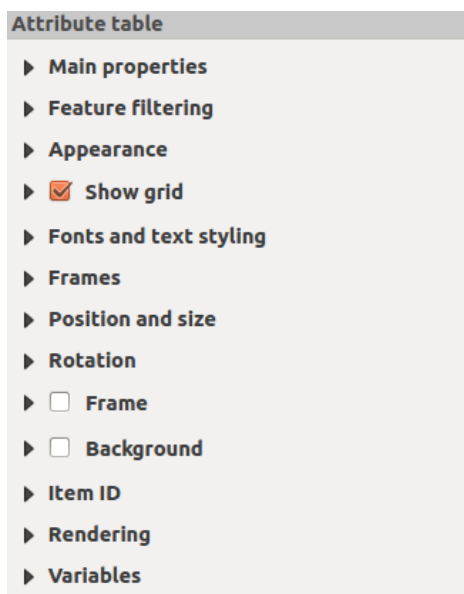 Attribute table
Main properties
Feature filtering
Appearance
Show grid
Fonts and text styling
Frames
Position and size
Rotation
Frame
Background
Item ID
Rendering
Variables